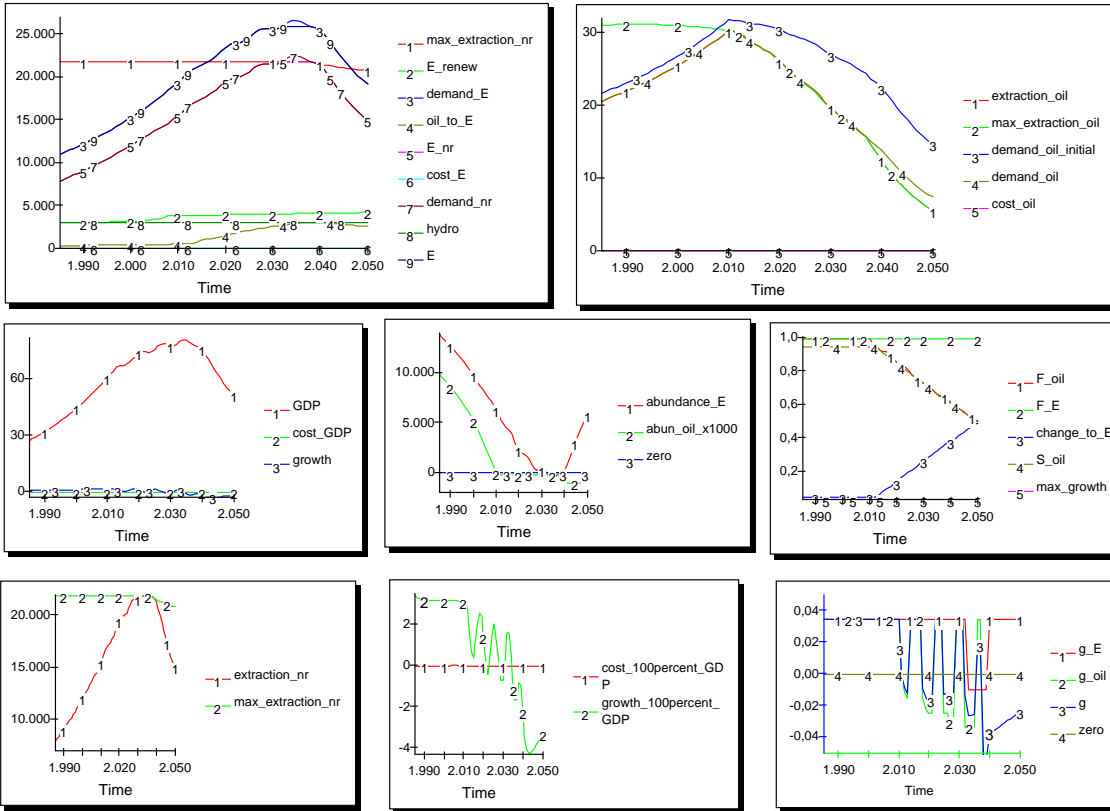 25.000
20.000
15.000
10.000
5.000
0
1.990 2.000 2.010 2.020 2.030 2.040 2.050
Time
1 max_extraction_nr
2 E_renew
3 demand_E
4 oil_to_E
5 E_nr
6 cost_E
7 demand_nr
8 hydro
9 E
30
20
10
0
1.990 2.000 2.010 2.020 2.030 2.040 2.050
Time
1 extraction_oil
2 max_extraction_oil
3 demand_oil_initial
4 demand_oil
5 cost_oil
60
30
0
1.990 2.010 2.030 2.050
Time
1 GDP
2 cost_GDP
3 growth
10.000
5.000
0
1.990 2.010 2.030 2.050
Time
1 abundance_E
2 abun_oil_x1000
3 zero
1,0
0,8
0,6
0,4
0,2
1.990 2.010 2.030 2.050
Time
1 F_oil
2 F_E
3 change_to_E
4 S_oil
5 max_growth
20.000
15.000
10.000
1.990 2.020 2.050
Time
1 extraction_nr
2 max_extraction_nr
2
0
-2
-4
1.990 2.010 2.030 2.050
Time
1 cost_100percent_GD
P
2 growth_100percent_
GDP
0,04
0,02
0,00
-0,02
-0,04
1.990 2.010 2.030 2.050
Time
1 g_E
2 g_oil
3 g
4 zero